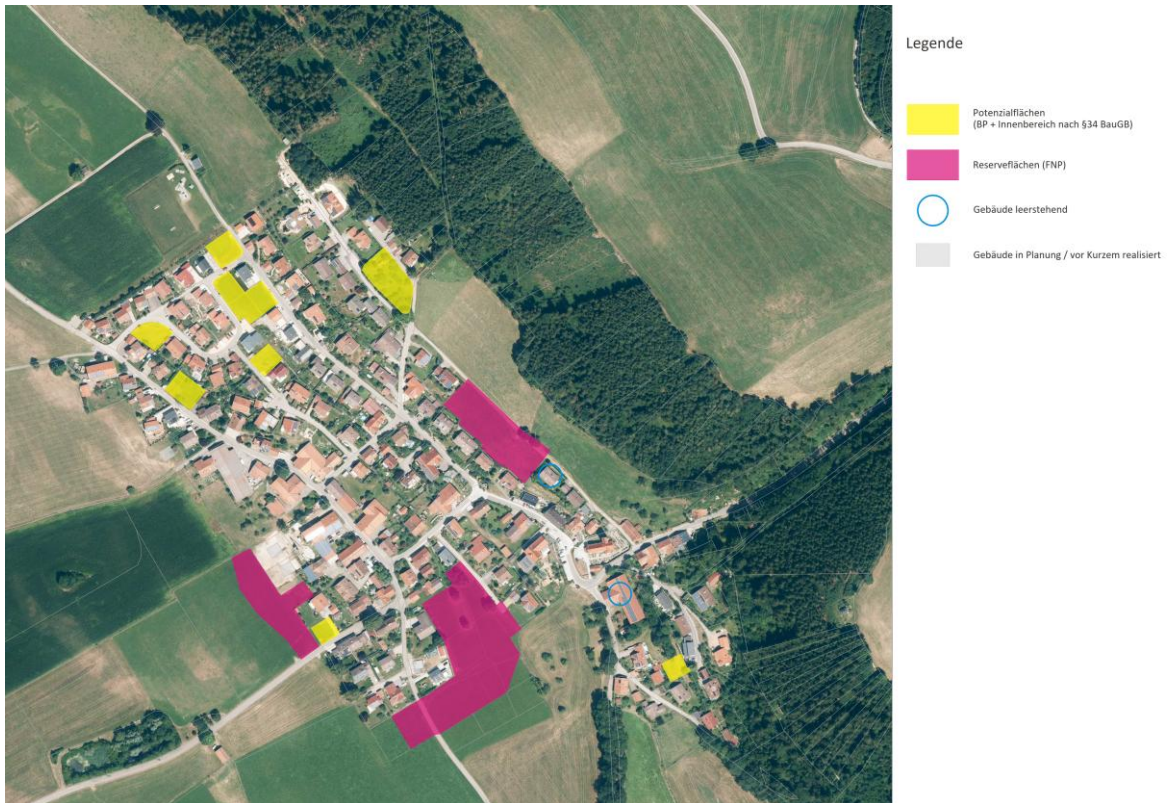 Legende
Potenzialflächen
(BP + Innenbereich nach §34 BauGB)
Reserveflächen (FNP)
Gebäude leerstehend
Gebäude in Planung / vor Kurzem realisiert